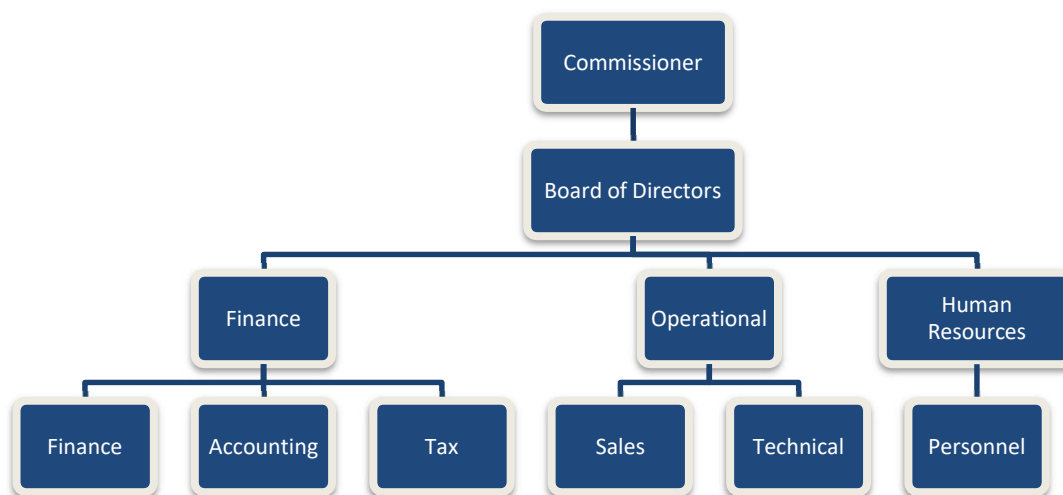 Commissioner
Board of Directors
Finance
Operational
Human
Resources
Finance
Accounting
Tax
Sales
Technical
Personnel